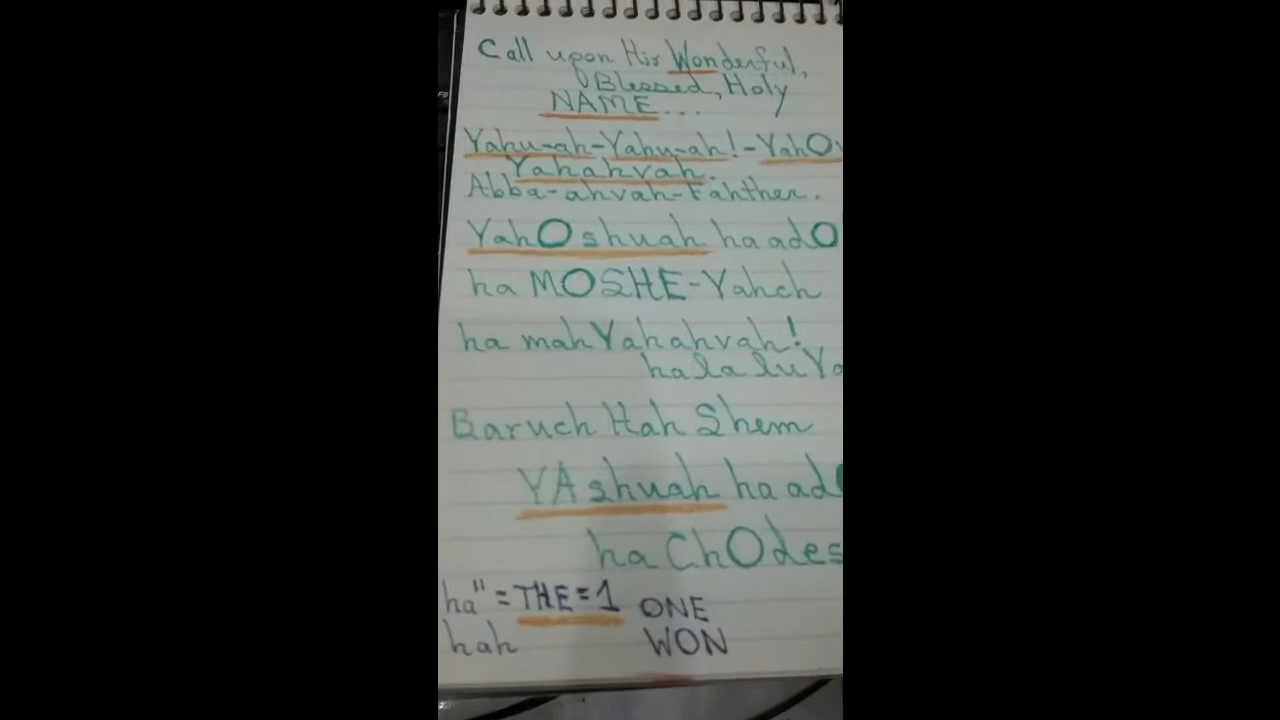 Call upon His Wonderful,
Blessed, Holy
NAME...
Yahu-ah-Yahu-ah!-YahO
Yahahvah.
Abba-ahvah-Fahther.
YahOshuah ha adO
ha MOSHE-Yahch
ha mahYahahvah!
halaluYa
Baruch Hah Shem
YAshuah ha ad
ha ChOdes
ha" = THE = 1 ONE
hah WON